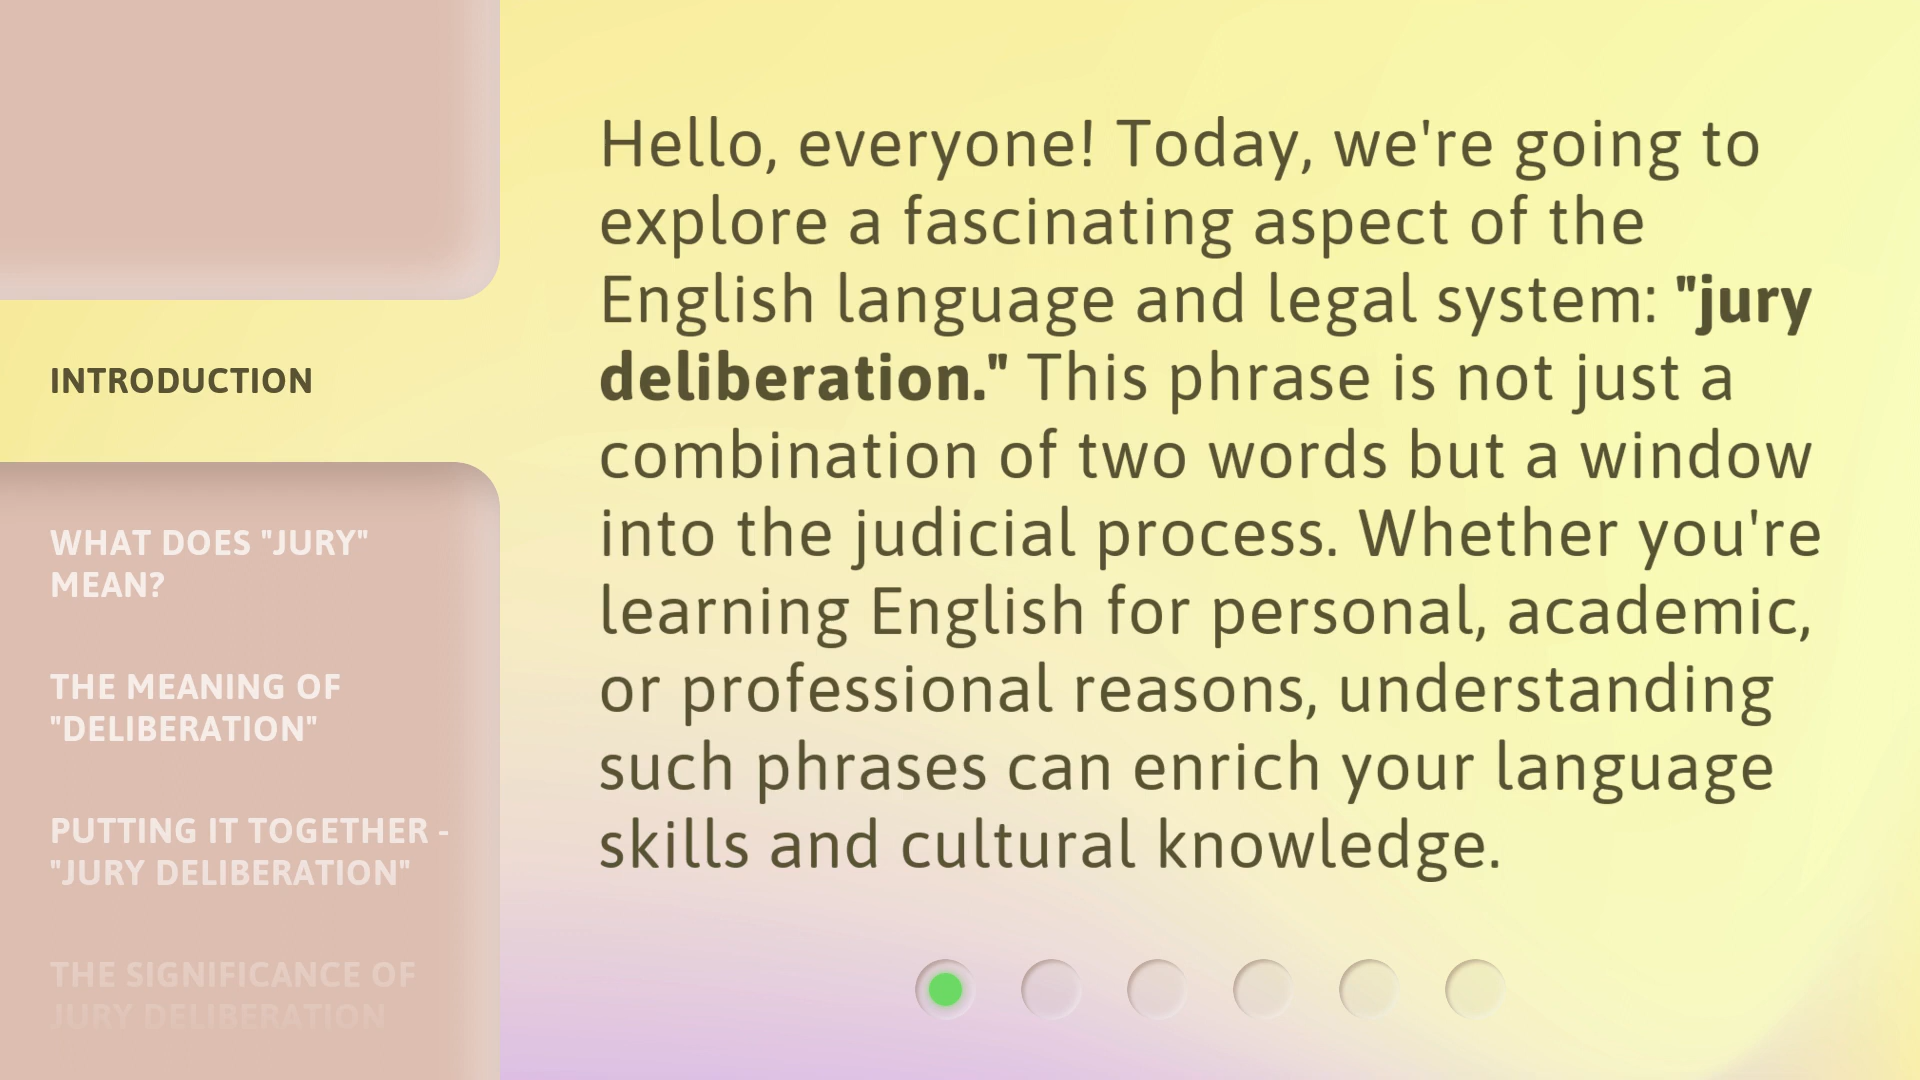 INTRODUCTION
WHAT DOES "JURY"
MEAN?
THE MEANING OF
"DELIBERATION"
PUTTING IT TOGETHER -
"JURY DELIBERATION"
THE SIGNIFICANCE OF
JURY DELIBERATION
Hello, everyone! Today, we're going to
explore a fascinating aspect of the
English language and legal system: "jury
deliberation." This phrase is not just a
combination of two words but a window
into the judicial process. Whether you're
learning English for personal, academic,
or professional reasons, understanding
such phrases can enrich your language
skills and cultural knowledge.